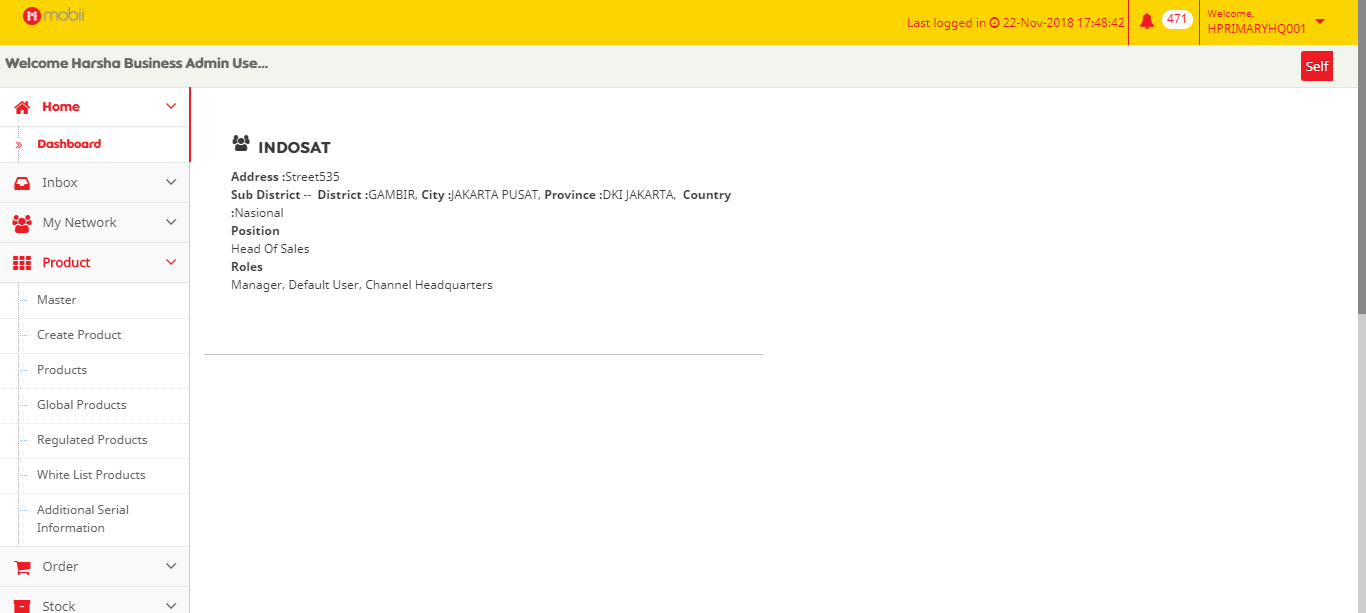 mobii
Last logged in 22-Nov-2018 17:48:42
471
Welcome,
HPRIMARYHQ001
Welcome Harsha Business Admin Use...
Self
Home
Dashboard
Inbox
My Network
Product
Master
Create Product
Products
Global Products
Regulated Products
White List Products
Additional Serial
Information
Order
Stock
INDOSAT
Address :Street535
Sub District -- District :GAMBIR, City :JAKARTA PUSAT, Province :DKI JAKARTA, Country
:Nasional
Position
Head Of Sales
Roles
Manager, Default User, Channel Headquarters